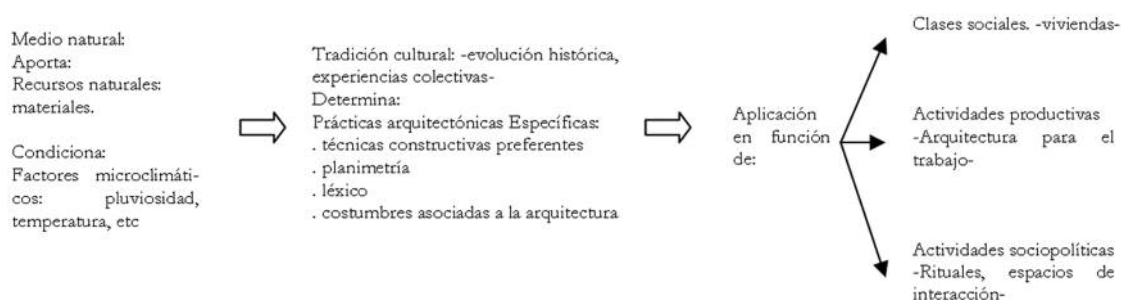 Medio natural:
Aporta:
Recursos naturales:
materiales.
Condiciona:
Factores microclimáti-
cos: pluviosidad,
temperatura, etc
Tradición cultural: -evolución histórica,
experiencias colectivas-
Determina:
Prácticas arquitectónicas Específicas:
. técnicas constructivas preferentes
. planimetría
. léxico
. costumbres asociadas a la arquitectura
Aplicación
en función
de:
Clases sociales. -viviendas-
Actividades productivas
-Arquitectura para el
trabajo-
Actividades sociopolíticas
-Rituales, espacios de
interacción-